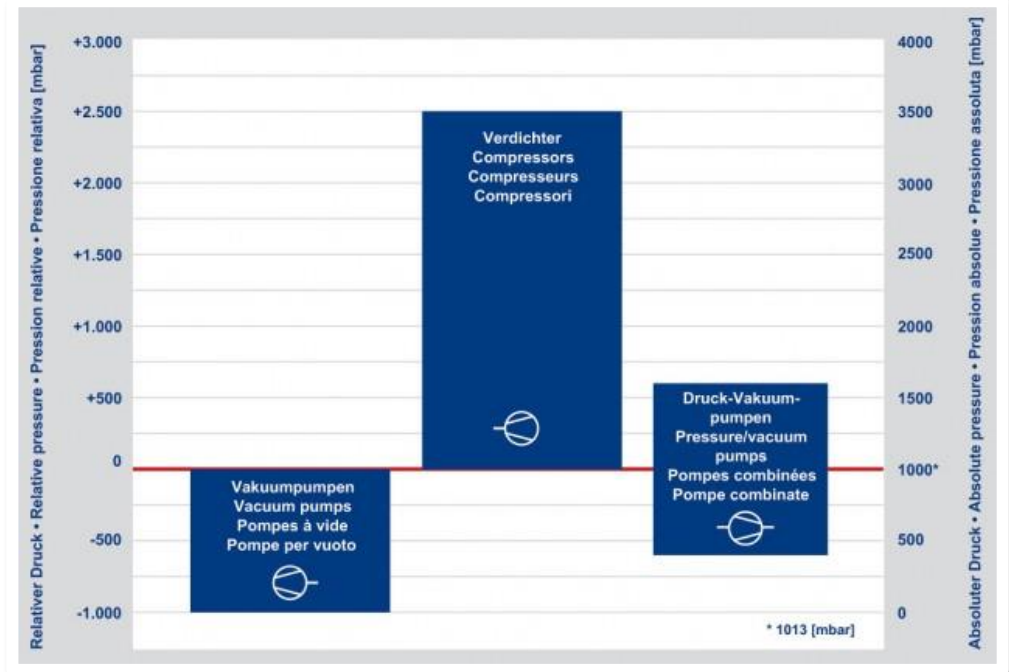 Relativer Druck • Relative pressure • Pression relative • Pressione relativa [mbar]
+3.000
+2.500
+2.000
+1.500
+1.000
+500
0
-500
-1.000
Vakuumpumpen
Vacuum pumps
Pompes à vide
Pompe per vuoto
Verdichter
Compressors
Compresseurs
Compressori
Druck-Vakuum-
pumpen
Pressure/vacuum
pumps
Pompes combinées
Pompe combinate
4000
3500
3000
2500
2000
1500
1000*
500
0
* 1013 [mbar]
Absoluter Druck • Absolute pressure • Pression absolue • Pressione assoluta [mbar]